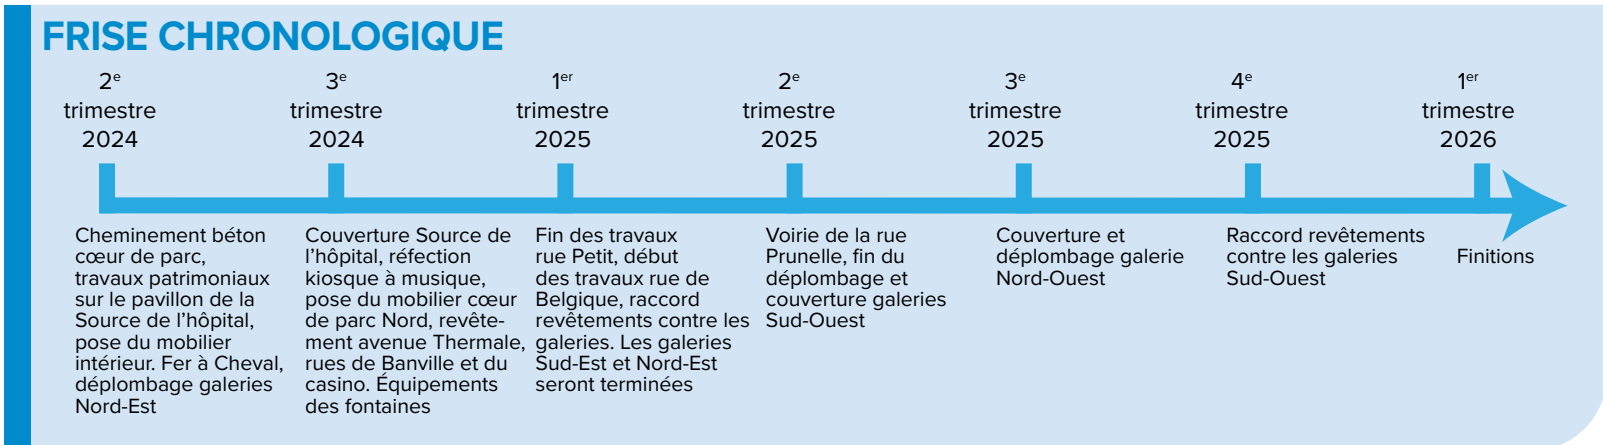 FRISE CHRONOLOGIQUE
2e
trimestre
2024
3e
trimestre
2024
1er
trimestre
2025
2e
trimestre
2025
3e
trimestre
2025
4e
trimestre
2025
1er
trimestre
2026
Cheminement béton
cœur de parc,
travaux patrimoniaux
sur le pavillon de la
Source de l’hôpital,
pose du mobilier
intérieur. Fer à Cheval,
déplombage galeries
Nord-Est
Couverture Source de
l’hôpital, réfection
kiosque à musique,
pose du mobilier cœur
de parc Nord, revête-
ment avenue Thermale,
rues de Banville et du
casino. Équipements
des fontaines
Fin des travaux
rue Petit, début
des travaux rue de
Belgique, raccord
revêtements contre les
galeries. Les galeries
Sud-Est et Nord-Est
seront terminées
Voirie de la rue
Prunelle, fin du
déplombage et
couverture galeries
Sud-Ouest
Couverture et
déplombage galerie
Nord-Ouest
Raccord revêtements
contre les galeries
Sud-Ouest
Finitions